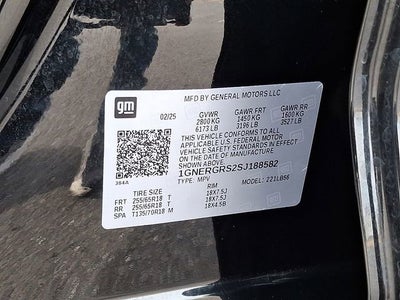 gm
MFD BY GENERAL MOTORS LLC
02/25 GVWR GAWR FRT GAWR RR
2800 KG 1450 KG 1600 KG
6173 LB 3196 LB 3527 LB
THIS VEHICLE CONFORMS TO ALL
APPLICABLE U.S. FEDERAL MOTOR
VEHICLE SAFETY STANDARDS IN EFFECT
ON THE DATE OF MANUFACTURE
SHOWN ABOVE.
1GNERGRS2SJ188582
TYPE: MPV MODEL: 221LB56
TIRE SIZE RIM
FRT 255/65R18 T 18X7.5J
RR 255/65R18 T 18X7.5J
SPA T135/70R18 M 18X4.5B